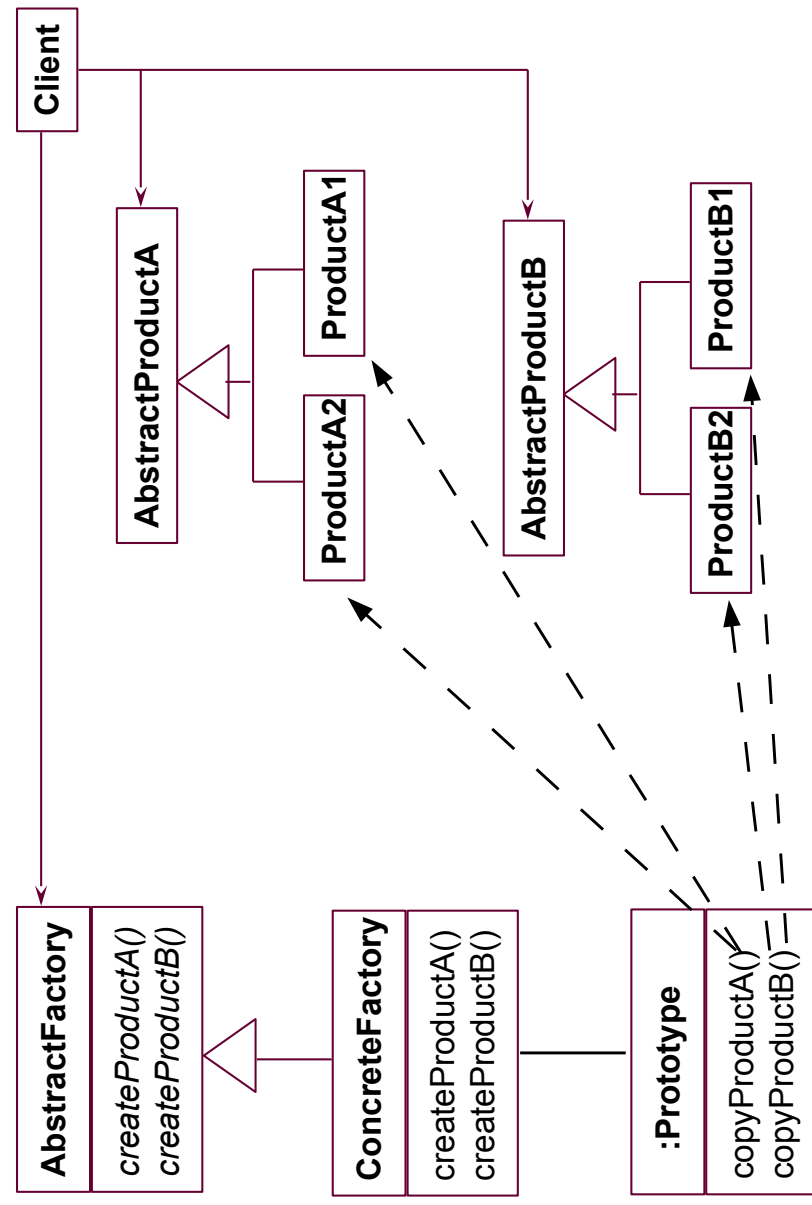 AbstractFactory
createProductA()
createProductB()
Client
AbstractProductA
ProductA2
ProductA1
ConcreteFactory
createProductA()
createProductB()
AbstractProductB
ProductB2
ProductB1
:Prototype
copyProductA()
copyProductB()